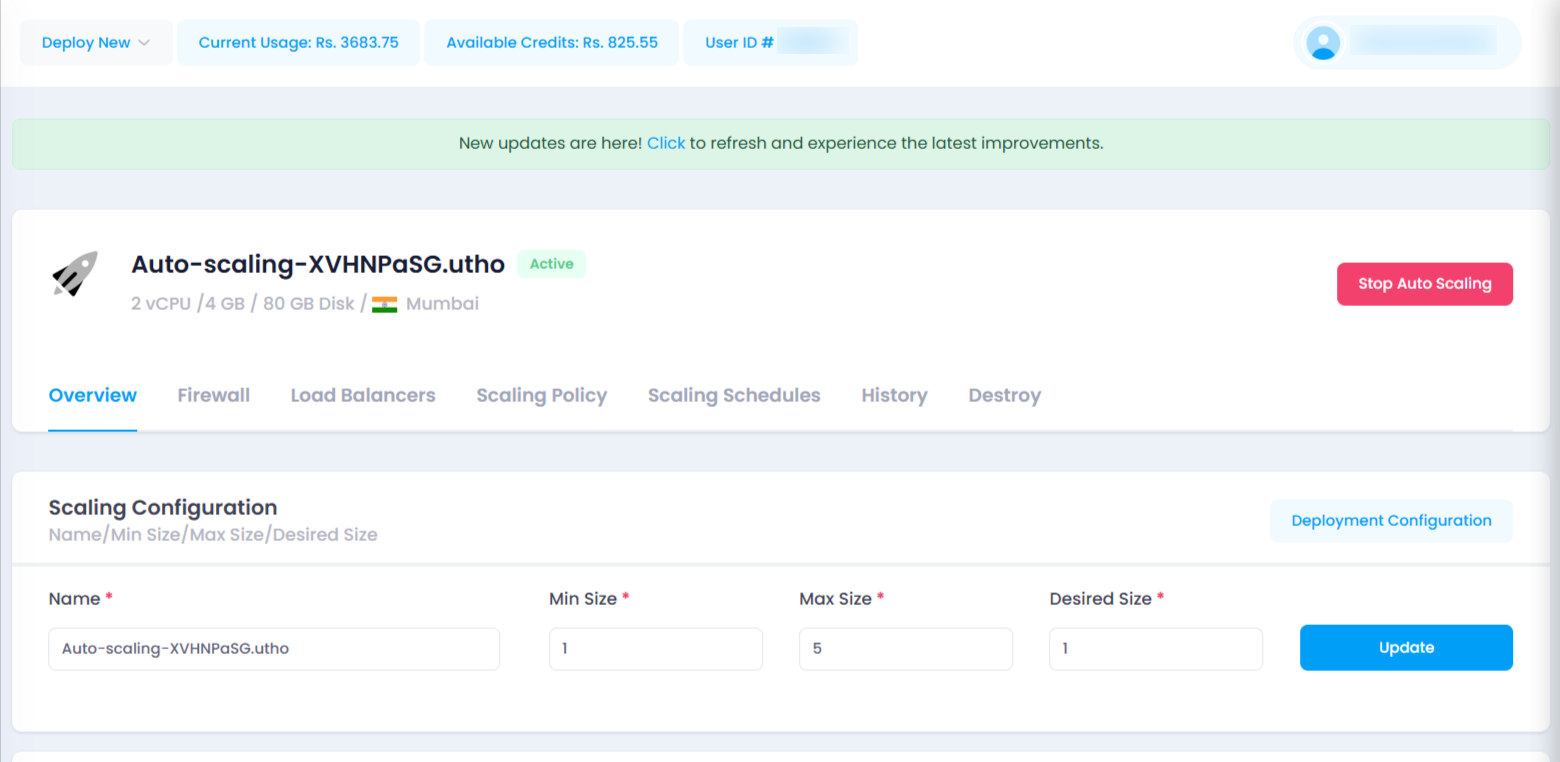 Deploy New
Current Usage: Rs. 3683.75
Available Credits: Rs. 825.55
User ID #
New updates are here! Click to refresh and experience the latest improvements.
Auto-scaling-XVHNPaSG.utho
Active
2 vCPU /4 GB / 80 GB Disk / Mumbai
Stop Auto Scaling
Overview
Firewall
Load Balancers
Scaling Policy
Scaling Schedules
History
Destroy
Scaling Configuration
Name/Min Size/Max Size/Desired Size
Deployment Configuration
Name *
Min Size *
Max Size *
Desired Size *
Auto-scaling-XVHNPaSG.utho
1
5
1
Update